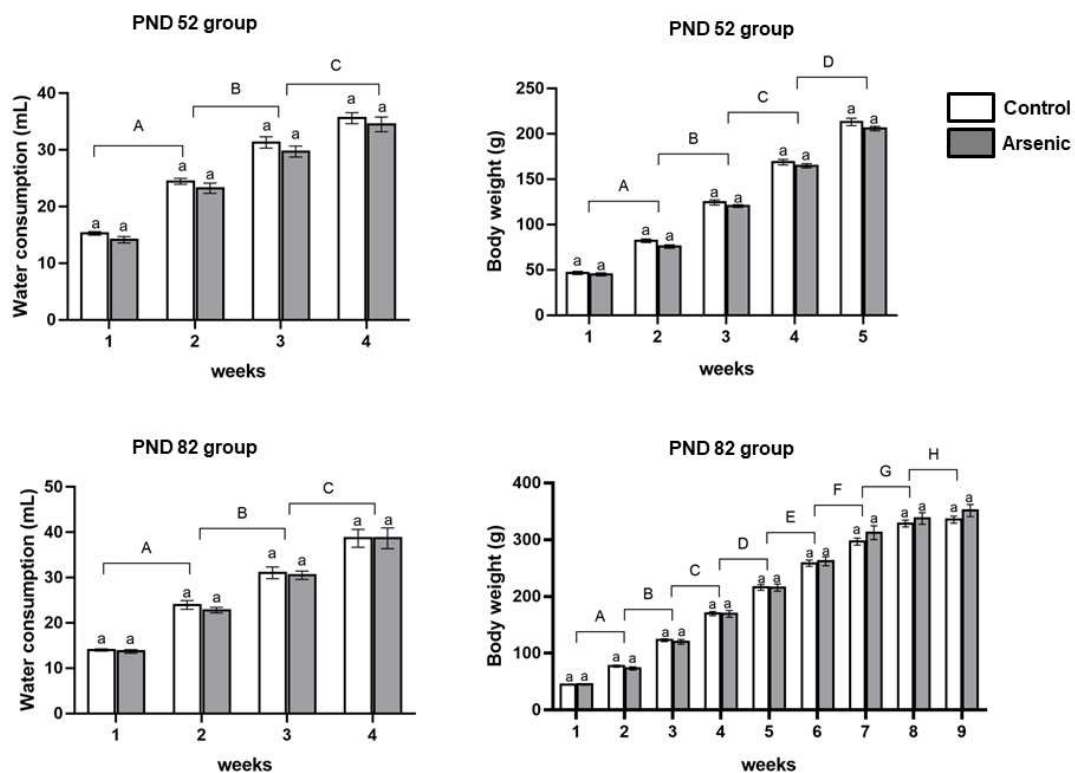 PND 52 group
Water consumption (mL)
40
30
20
10
0
A
B
C
a a
a a
a a
a a
1 2 3 4
weeks
PND 52 group
Body weight (g)
250
200
150
100
50
0
A
B
C
D
a a
a a
a a
a a
a a
1 2 3 4 5
weeks
Control
Arsenic
PND 82 group
Water consumption (mL)
50
40
30
20
10
0
A
B
C
a a
a a
a a
a a
1 2 3 4
weeks
PND 82 group
Body weight (g)
400
300
200
100
0
A
B
C
D
E
F
G
H
a a
a a
a a
a a
a a
a a
a a
a a
a a
1 2 3 4 5 6 7 8 9
weeks